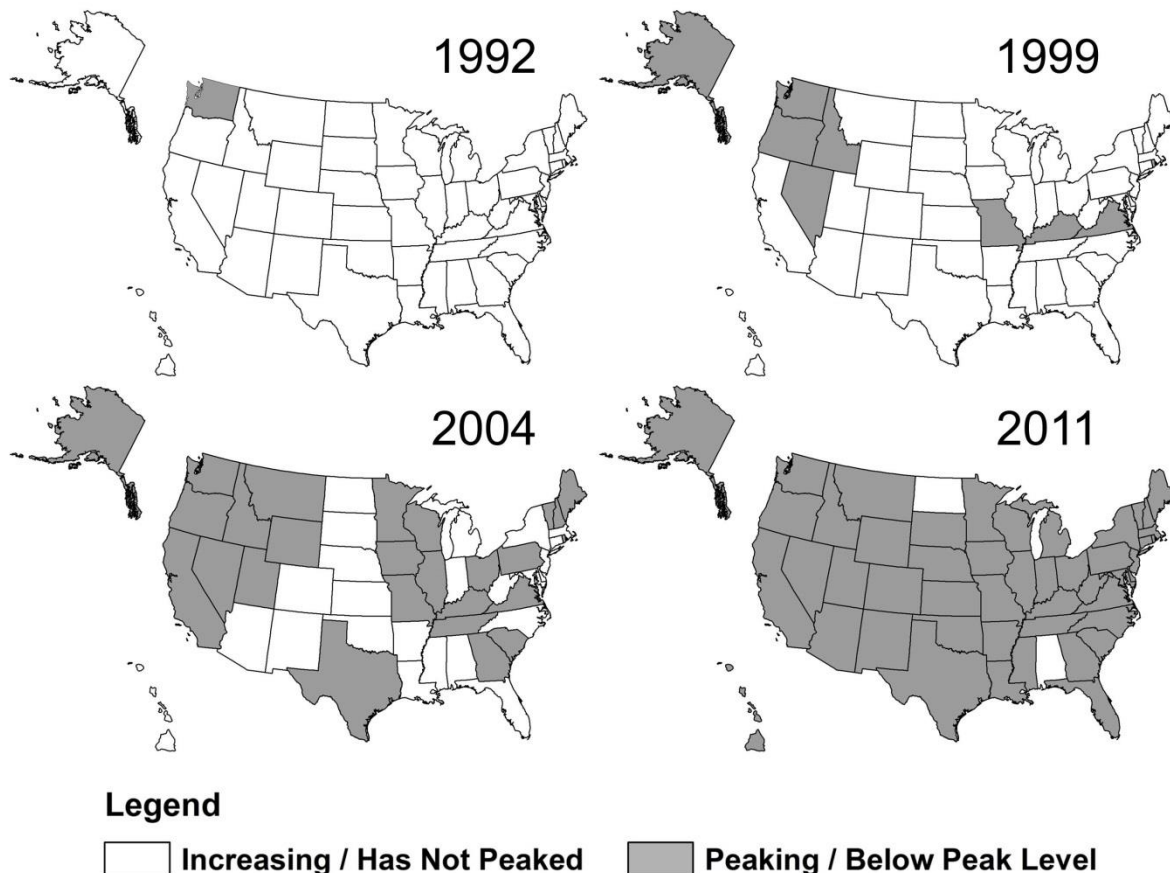 1992
1999
2004
2011
Legend
Increasing / Has Not Peaked
Peaking / Below Peak Level